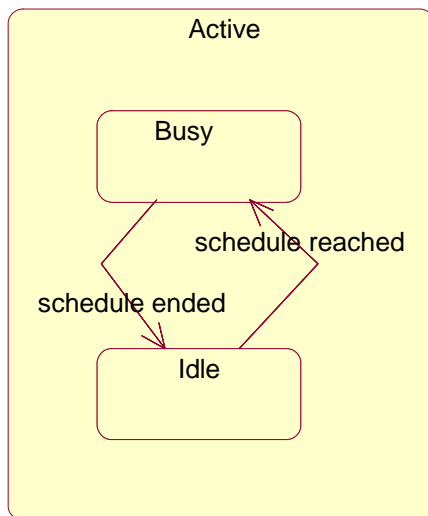 Active
Busy
schedule reached
schedule ended
Idle